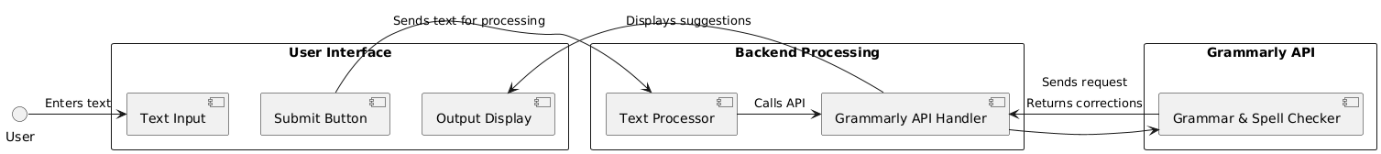 Sends text for processing
Displays suggestions
User Interface
Backend Processing
Grammarly API
Sends request
Enters text
Calls API
Returns corrections
Text Input
Submit Button
Output Display
Text Processor
Grammarly API Handler
Grammar & Spell Checker
User